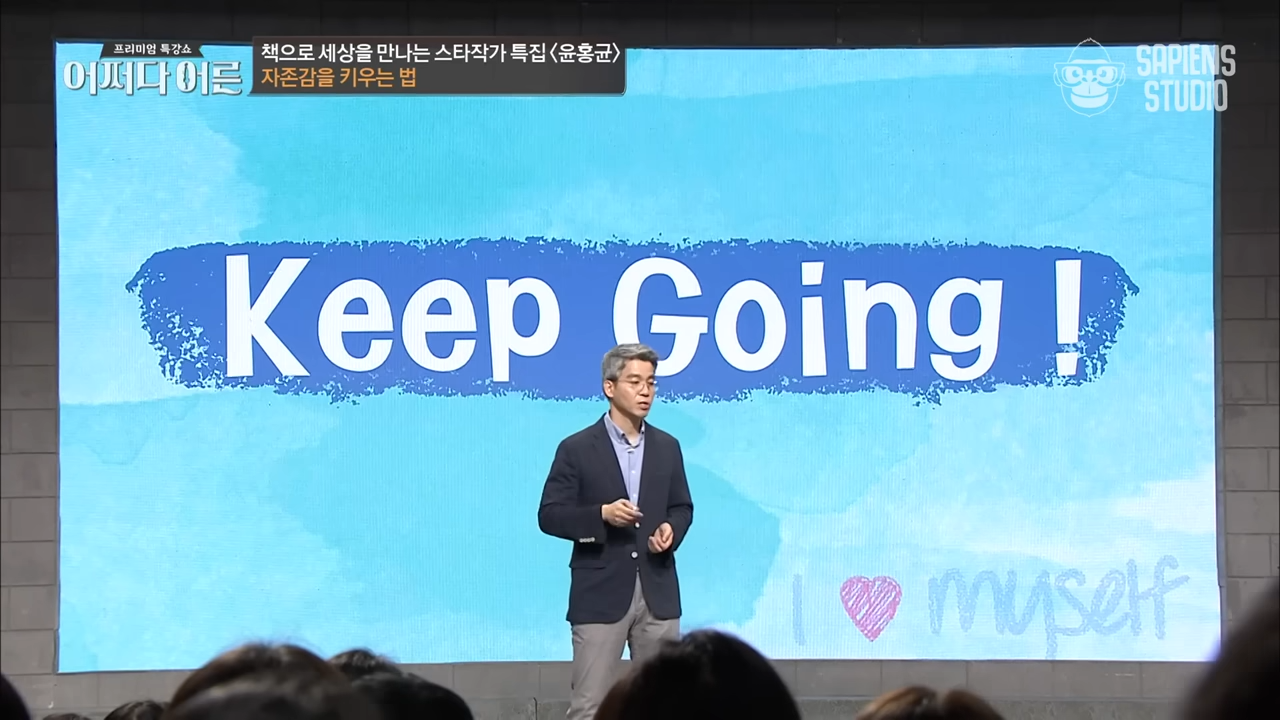 프리미엄 특강쇼
어쩌다 어른
책으로 세상을 만나는 스타작가 특집 〈윤홍균〉
자존감을 키우는 법
SAPIENS
STUDIO
Keep Going !
I ♥ myself